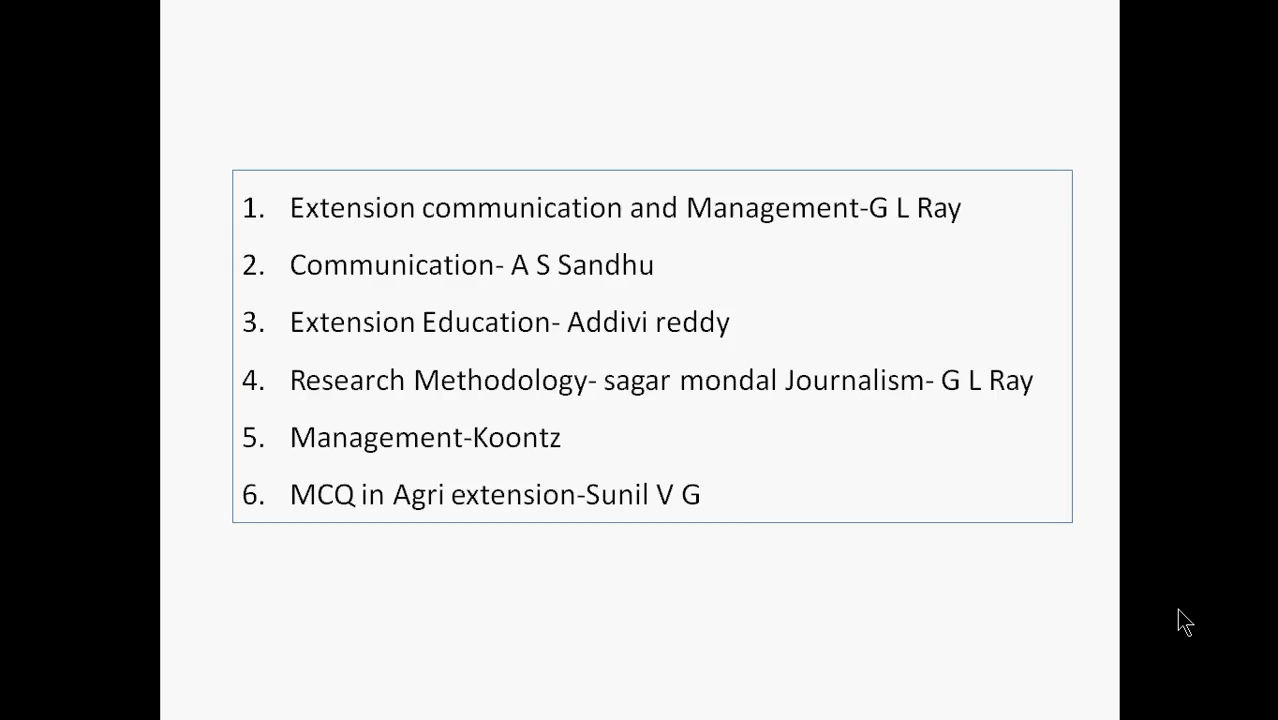 1. Extension communication and Management-G L Ray
2. Communication- A S Sandhu
3. Extension Education- Addivi reddy
4. Research Methodology- sagar mondal Journalism- G L Ray
5. Management-Koontz
6. MCQ in Agri extension-Sunil V G